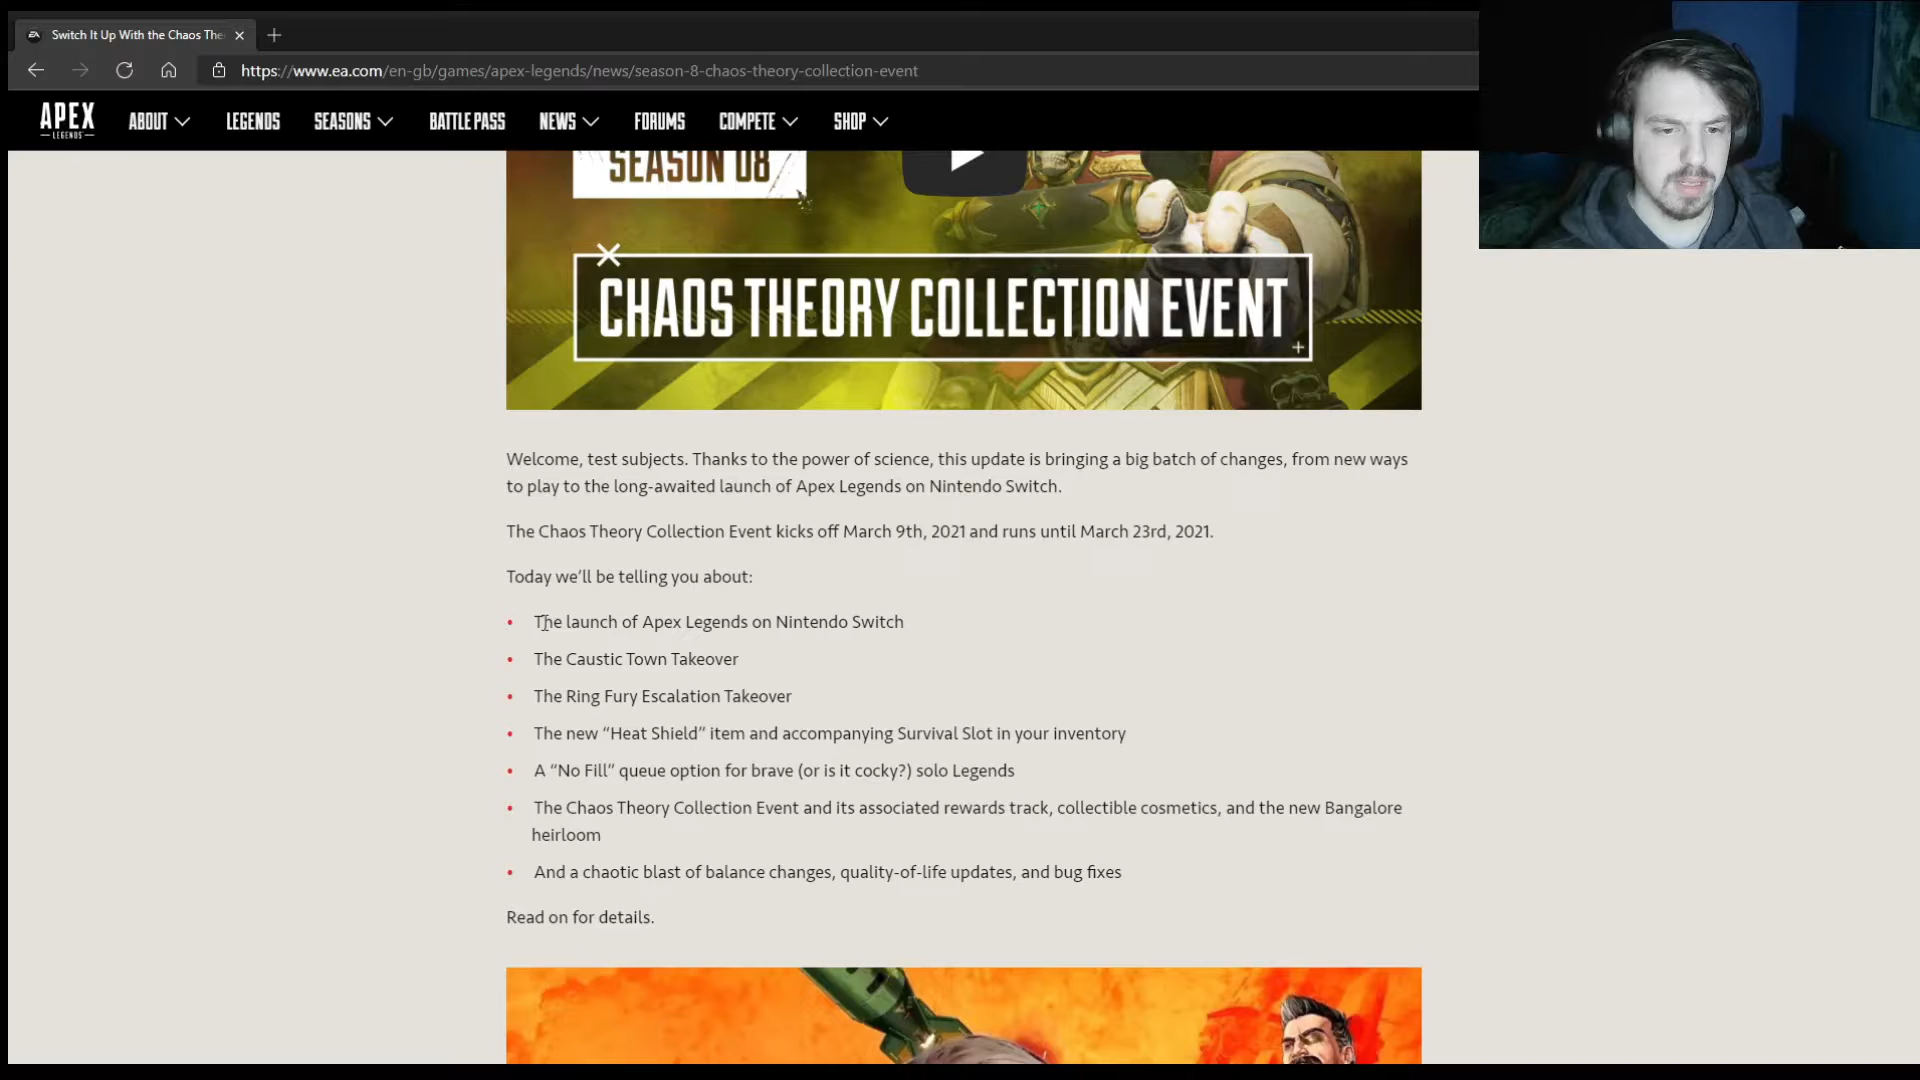 Switch It Up With the Chaos The
https://www.ea.com/en-gb/games/apex-legends/news/season-8-chaos-theory-collection-event
APEX
LEGENDS
ABOUT
LEGENDS
SEASONS
BATTLE PASS
NEWS
FORUMS
COMPETE
SHOP
SEASON 08
CHAOS THEORY COLLECTION EVENT
Welcome, test subjects. Thanks to the power of science, this update is bringing a big batch of changes, from new ways
to play to the long-awaited launch of Apex Legends on Nintendo Switch.
The Chaos Theory Collection Event kicks off March 9th, 2021 and runs until March 23rd, 2021.
Today we’ll be telling you about:
• The launch of Apex Legends on Nintendo Switch
• The Caustic Town Takeover
• The Ring Fury Escalation Takeover
• The new “Heat Shield” item and accompanying Survival Slot in your inventory
• A “No Fill” queue option for brave (or is it cocky?) solo Legends
• The Chaos Theory Collection Event and its associated rewards track, collectible cosmetics, and the new Bangalore
heirloom
• And a chaotic blast of balance changes, quality-of-life updates, and bug fixes
Read on for details.